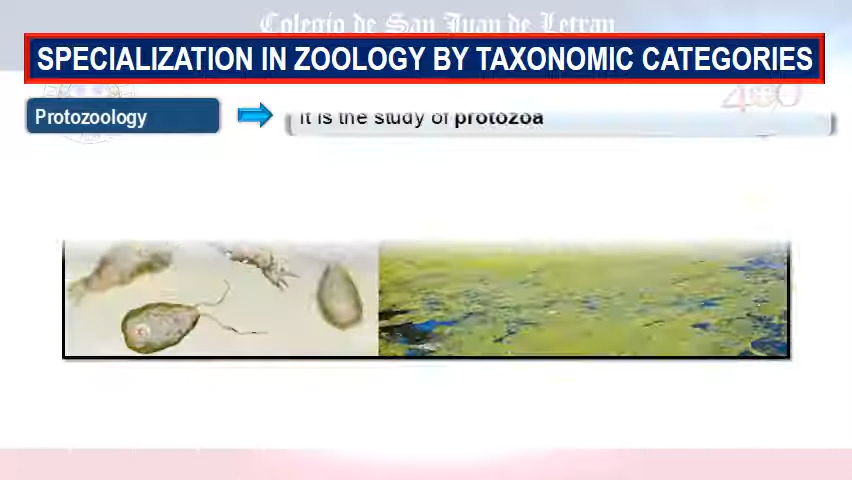 Colegio de San Juan de Letran
SPECIALIZATION IN ZOOLOGY BY TAXONOMIC CATEGORIES
Protozoology
It is the study of protozoa